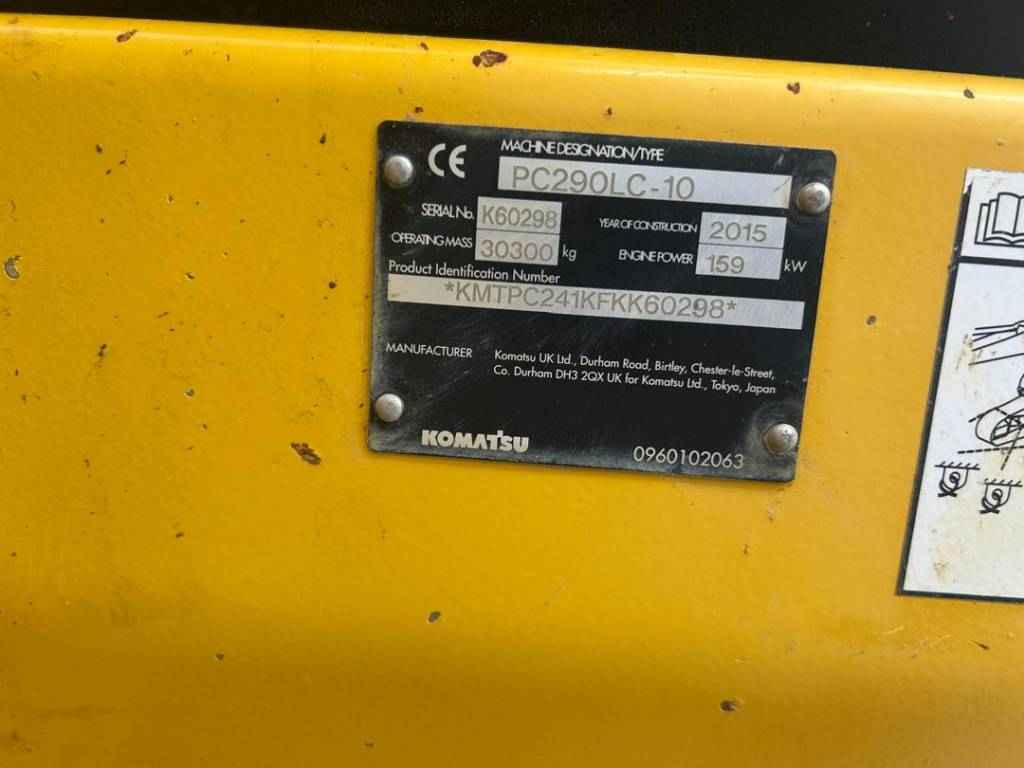 CE
MACHINE DESIGNATION/TYPE
PC290LC-10
SERIAL No. K60298 YEAR OF CONSTRUCTION 2015
OPERATING MASS 30300 kg ENGINE POWER 159 kW
Product Identification Number
*KMTPC241KFKK60298*
MANUFACTURER Komatsu UK Ltd., Durham Road, Birtley, Chester-le-Street,
Co. Durham DH3 2QX UK for Komatsu Ltd., Tokyo, Japan
KOMATSU 0960102063